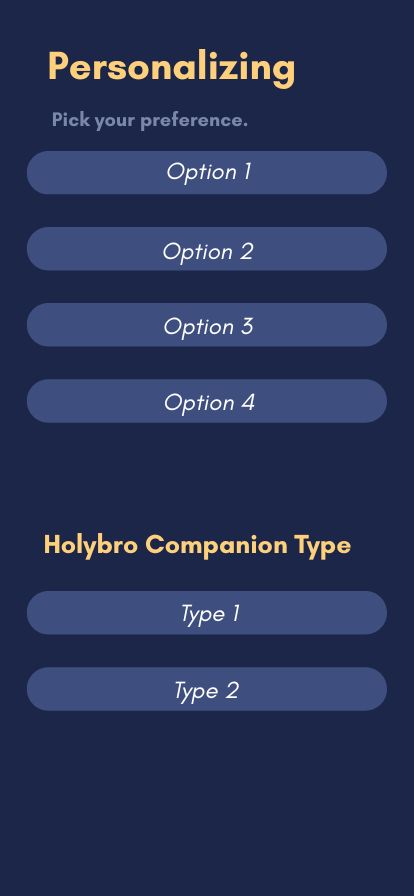 Personalizing
Pick your preference.
Option 1
Option 2
Option 3
Option 4
Holybro Companion Type
Type 1
Type 2